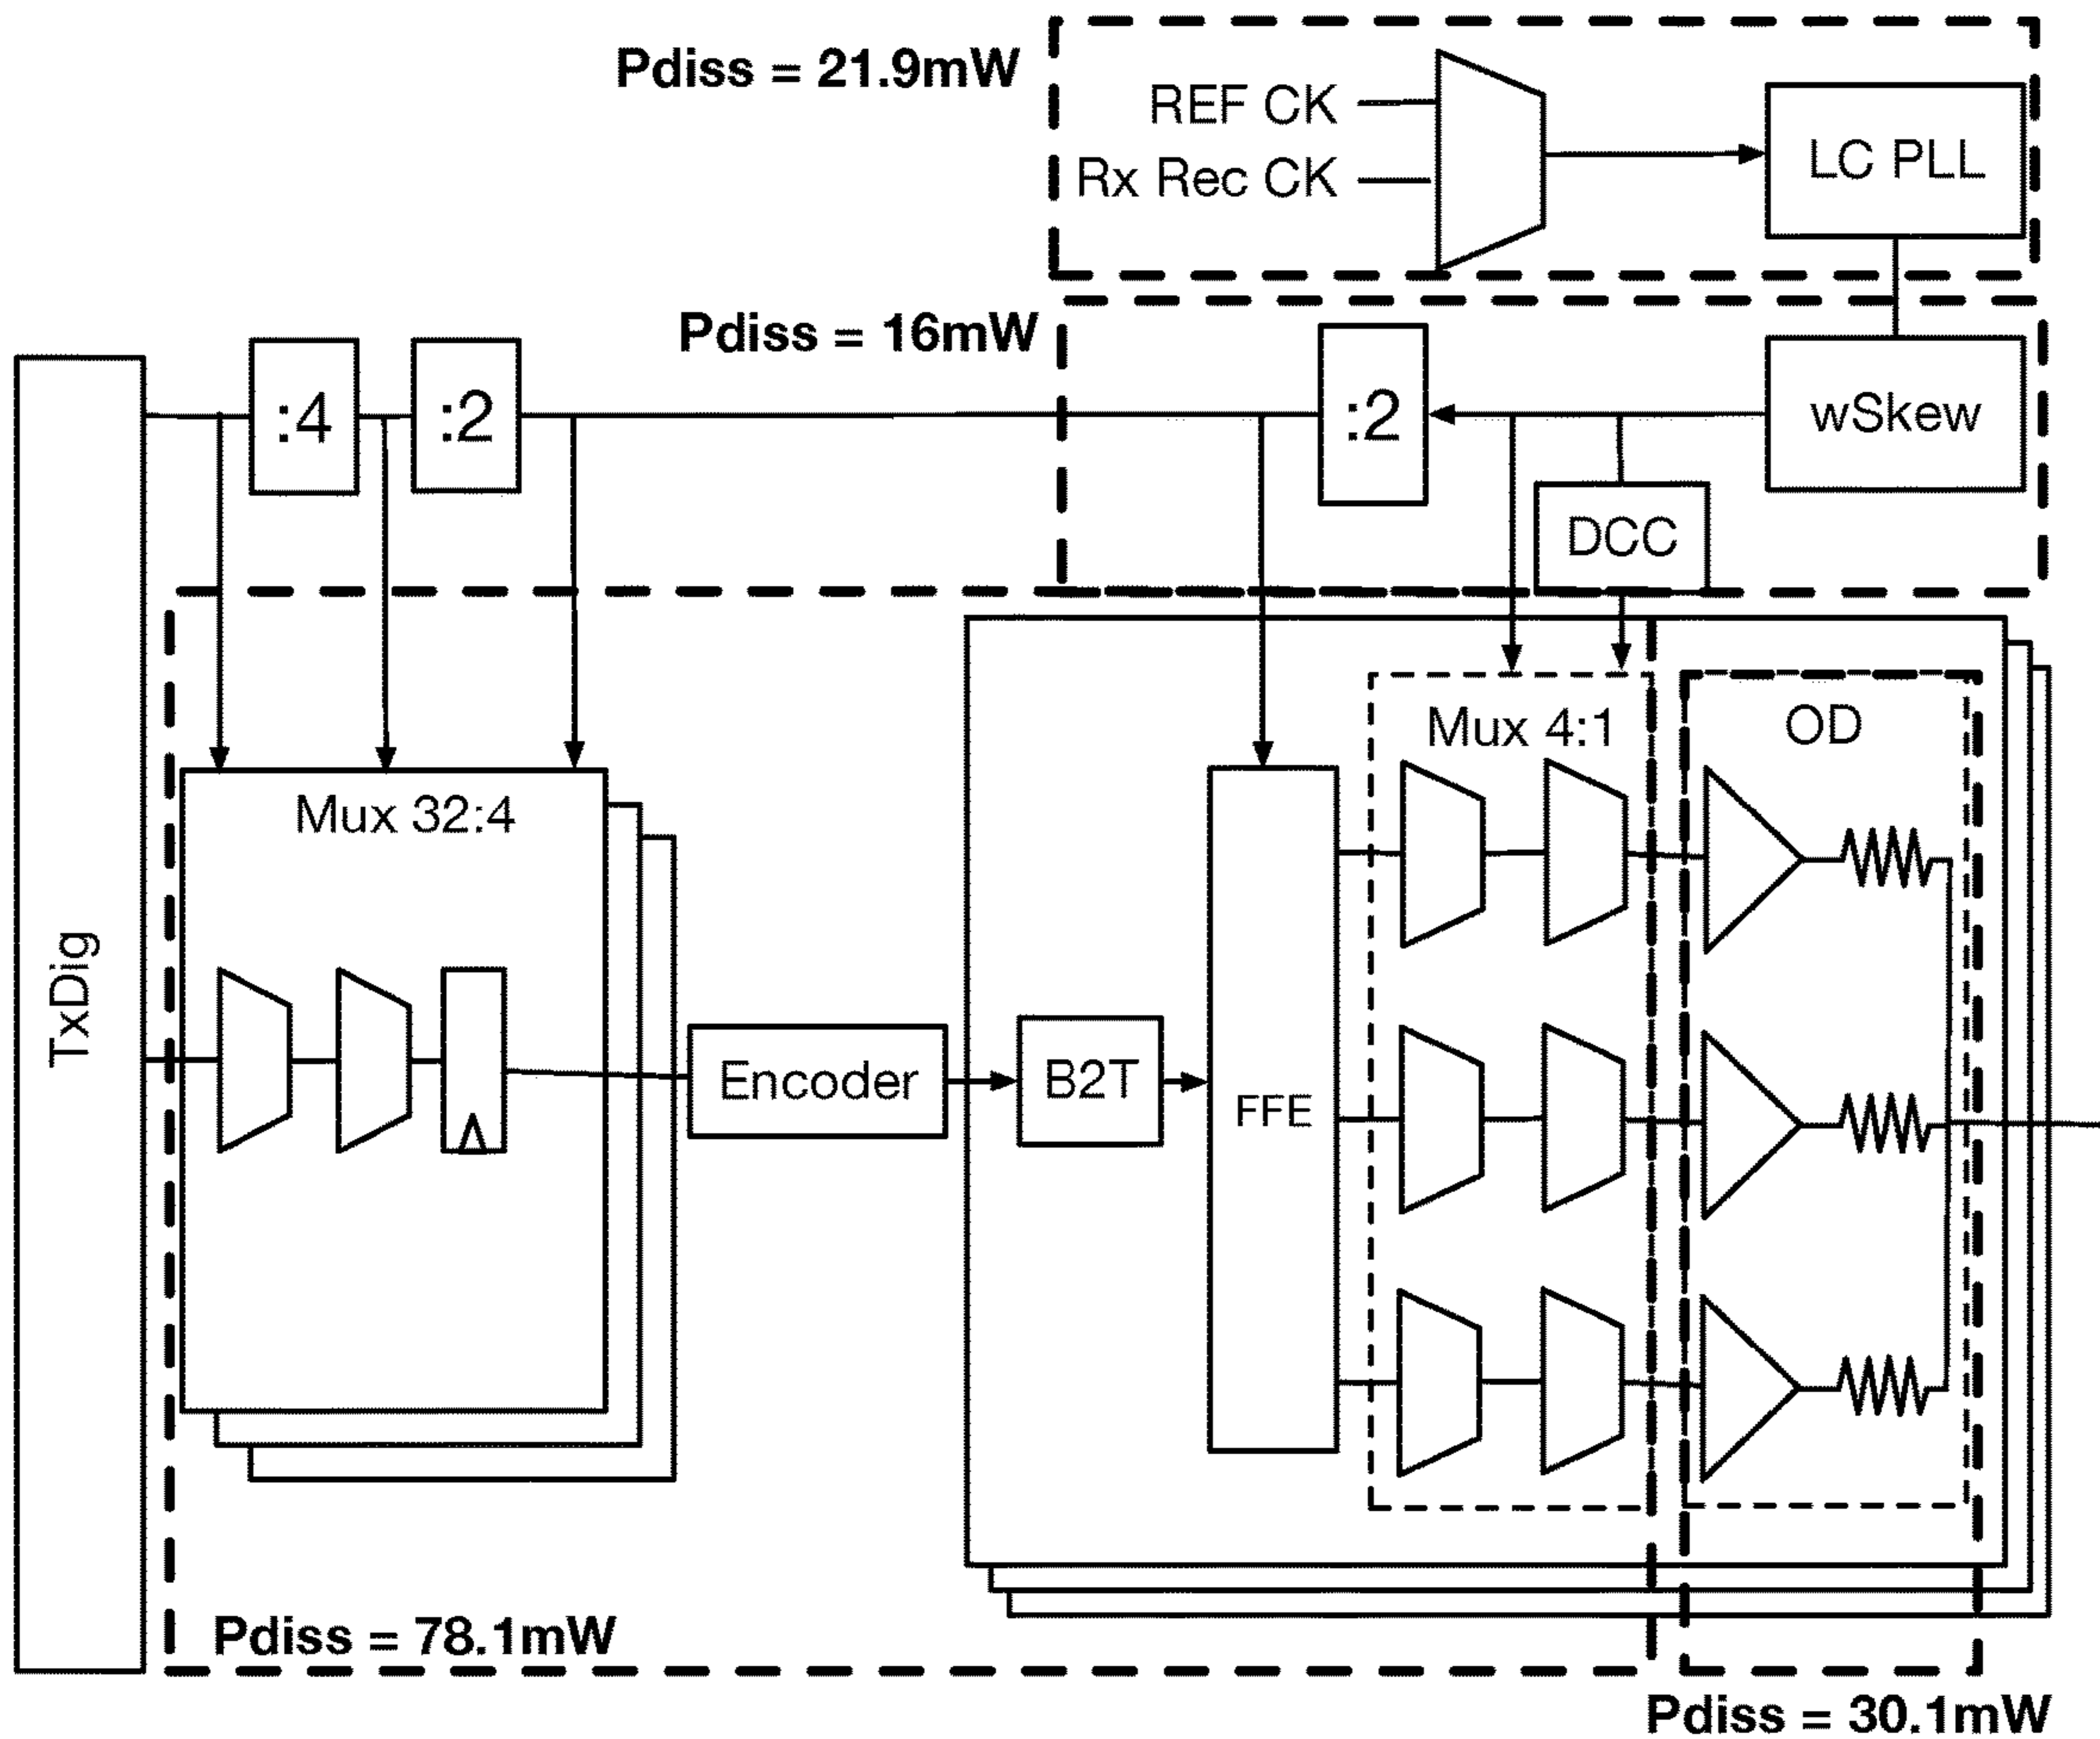 Pdiss = 21.9mW
REF CK
Rx Rec CK
LC PLL
Pdiss = 16mW
:4
:2
:2
wSkew
DCC
Mux 32:4
Mux 4:1
OD
TxDig
Encoder
B2T
FFE
Pdiss = 78.1mW
Pdiss = 30.1mW